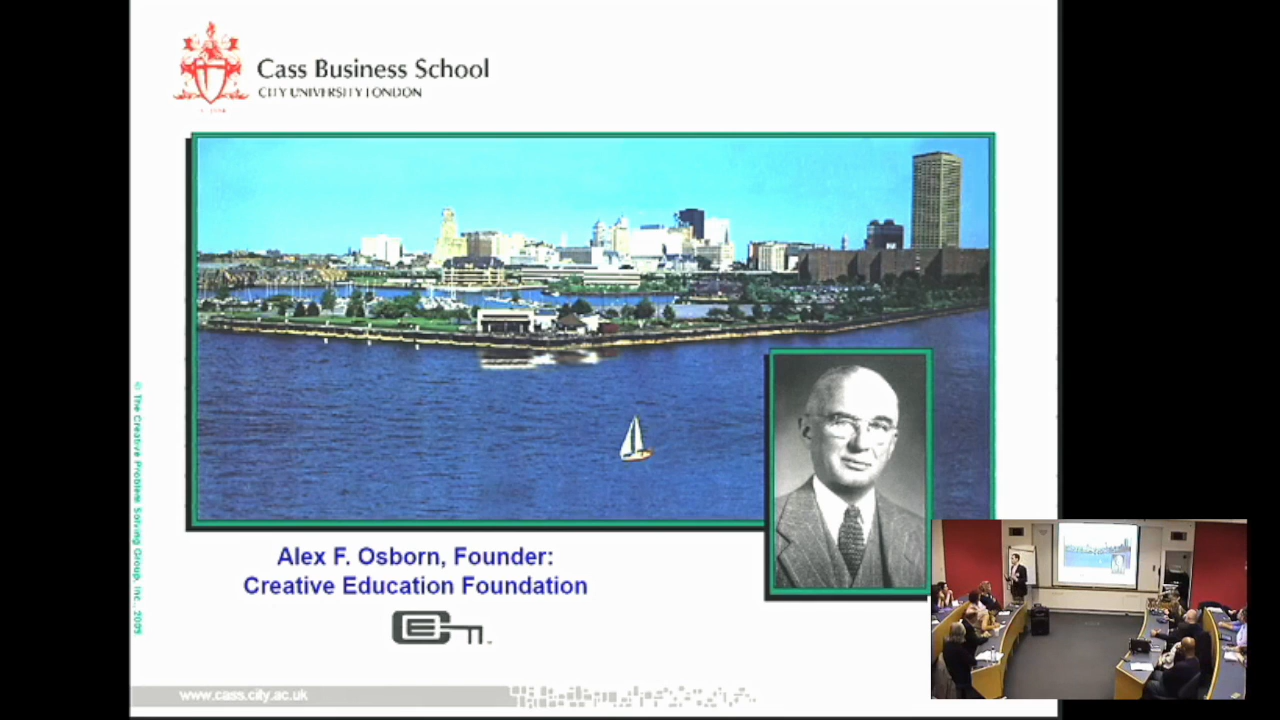 Cass Business School
CITY UNIVERSITY LONDON
© The Creative Problem Solving Group, Inc., 2009
Alex F. Osborn, Founder:
Creative Education Foundation
www.cass.city.ac.uk